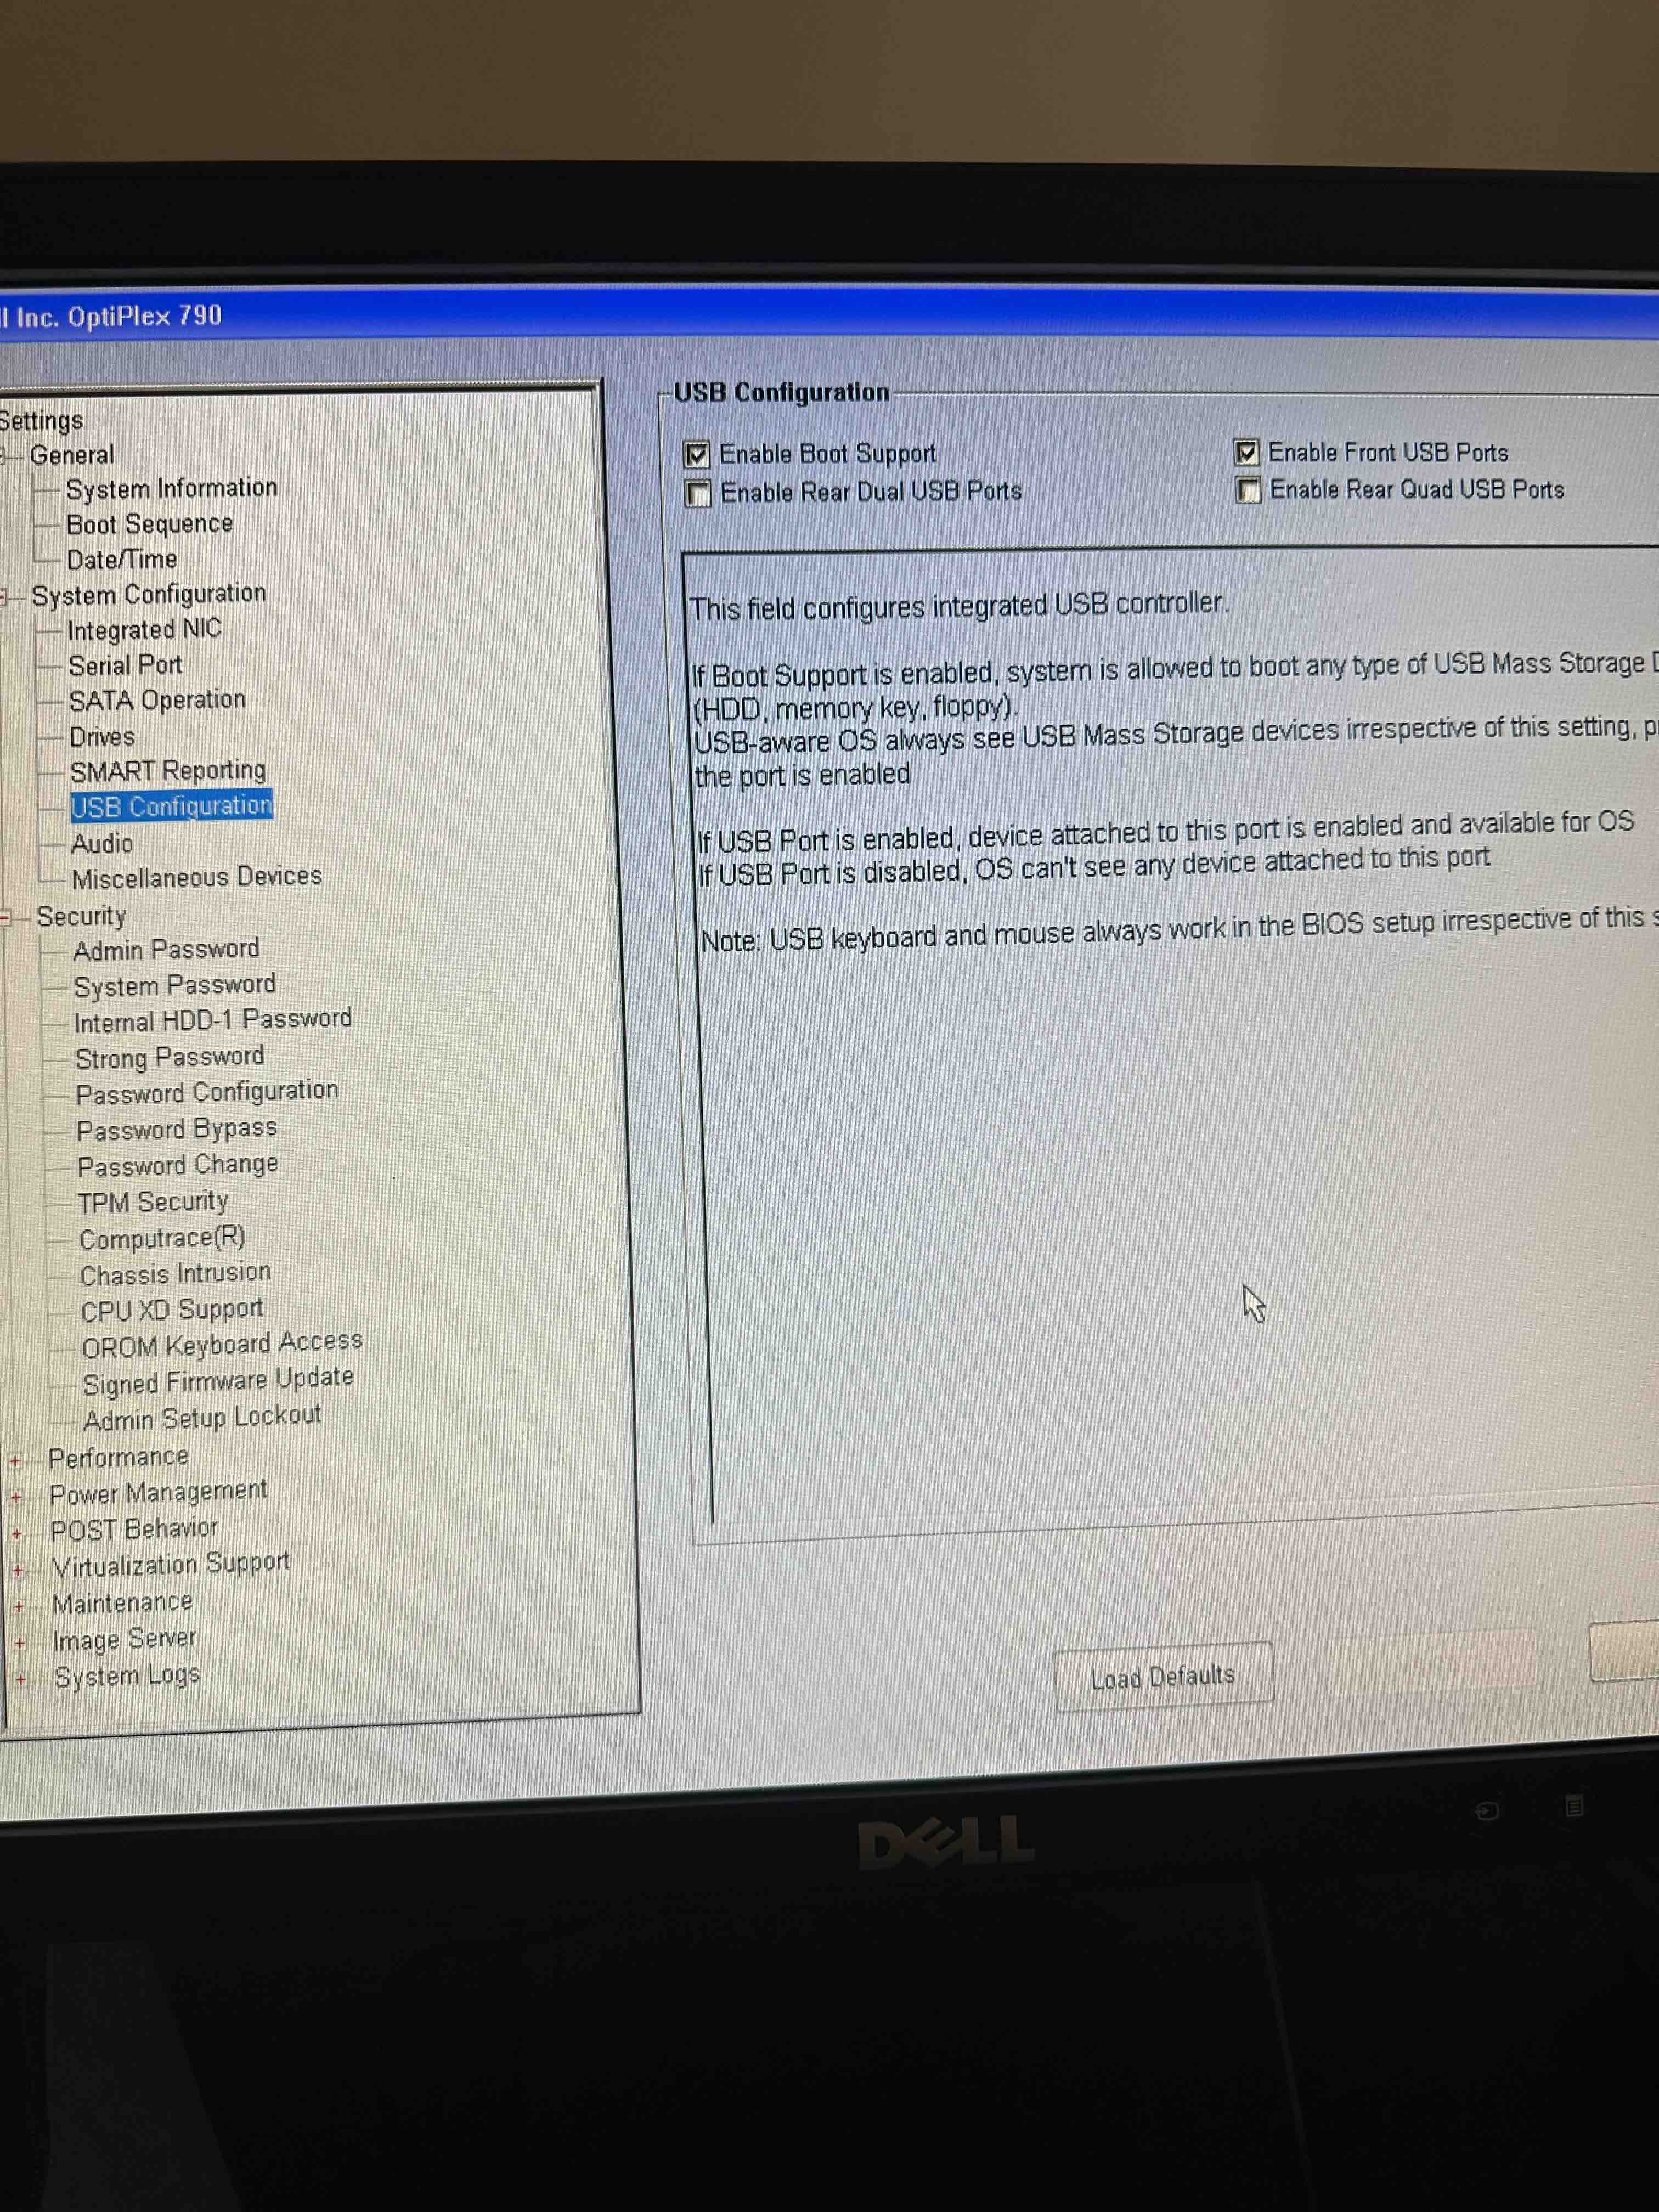 Inc. OptiPlex 790
Settings
General
System Information
Boot Sequence
Date/Time
System Configuration
Integrated NIC
Serial Port
SATA Operation
Drives
SMART Reporting
USB Configuration
Audio
Miscellaneous Devices
Security
Admin Password
System Password
Internal HDD-1 Password
Strong Password
Password Configuration
Password Bypass
Password Change
TPM Security
Computrace(R)
Chassis Intrusion
CPU XD Support
OROM Keyboard Access
Signed Firmware Update
Admin Setup Lockout
Performance
Power Management
POST Behavior
Virtualization Support
Maintenance
Image Server
System Logs
USB Configuration
Enable Boot Support
Enable Front USB Ports
Enable Rear Dual USB Ports
Enable Rear Quad USB Ports
This field configures integrated USB controller.
If Boot Support is enabled, system is allowed to boot any type of USB Mass Storage
(HDD, memory key, floppy).
USB-aware OS always see USB Mass Storage devices irrespective of this setting,
the port is enabled
If USB Port is enabled, device attached to this port is enabled and available for OS
If USB Port is disabled, OS can't see any device attached to this port
Note: USB keyboard and mouse always work in the BIOS setup irrespective of this
Load Defaults
DELL